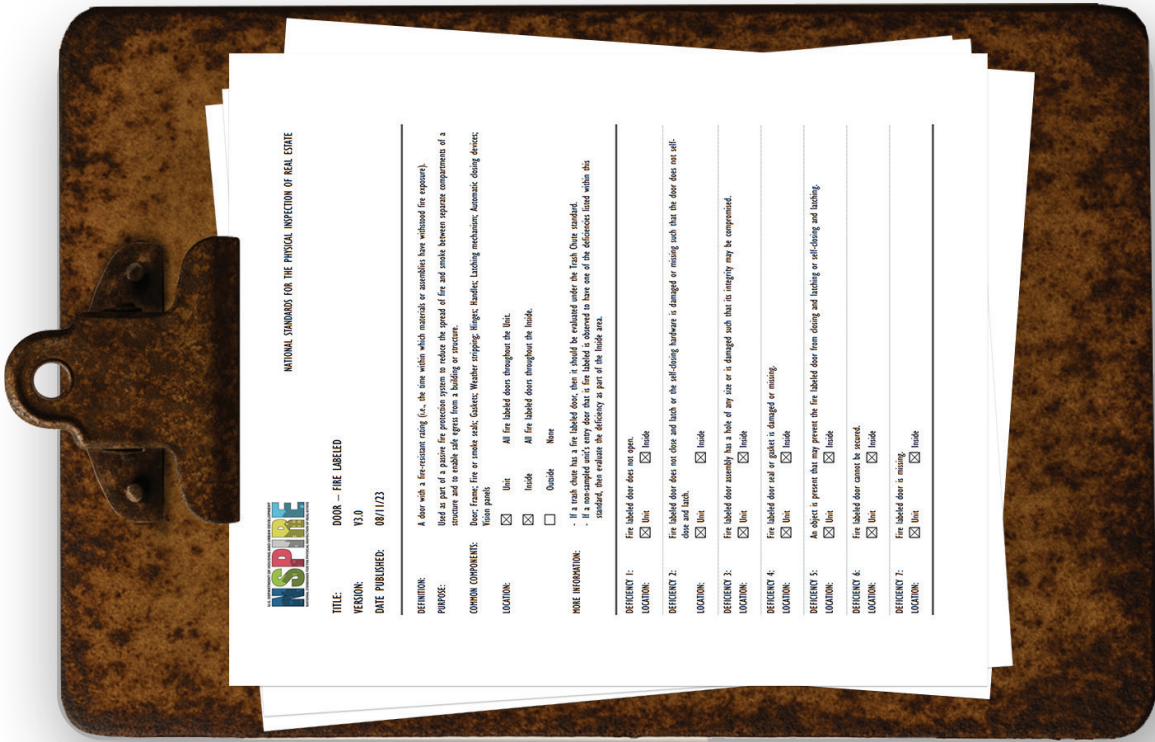 NATIONAL STANDARDS FOR THE PHYSICAL INSPECTION OF REAL ESTATE
NSPIRE
TITLE: DOOR – FIRE LABELED
VERSION: V3.0
DATE PUBLISHED: 08/11/23
DEFINITION: A door with a fire-resistant rating (i.e., the time within which materials or assemblies have withstood fire exposure).
PURPOSE: Used as part of a passive fire protection system to reduce the spread of fire and smoke between separate compartments of a
structure and to enable safe egress from a building or structure.
COMMON COMPONENTS: Door; Frame; Fire or smoke seals; Gaskets; Weather stripping; Hinges; Handles; Latching mechanism; Automatic closing devices;
Vision panels
LOCATION: ☒ Unit All fire labeled doors throughout the Unit.
☒ Inside All fire labeled doors throughout the Inside.
☐ Outside None
MORE INFORMATION: - If a trash chute has a fire labeled door, then it should be evaluated under the Trash Chute standard.
- If a non-sampled unit's entry door that is fire labeled is observed to have one of the deficiencies listed within this
standard, then evaluate the deficiency as part of the Inside area.
DEFICIENCY 1: Fire labeled door does not open.
LOCATION: ☒ Unit ☒ Inside
DEFICIENCY 2: Fire labeled door does not close and latch or the self-closing hardware is damaged or missing such that the door does not self-
close and latch.
LOCATION: ☒ Unit ☒ Inside
DEFICIENCY 3: Fire labeled door assembly has a hole of any size or is damaged such that its integrity may be compromised.
LOCATION: ☒ Unit ☒ Inside
DEFICIENCY 4: Fire labeled door seal or gasket is damaged or missing.
LOCATION: ☒ Unit ☒ Inside
DEFICIENCY 5: An object is present that may prevent the fire labeled door from closing and latching or self-closing and latching.
LOCATION: ☒ Unit ☒ Inside
DEFICIENCY 6: Fire labeled door cannot be secured.
LOCATION: ☒ Unit ☒ Inside
DEFICIENCY 7: Fire labeled door is missing.
LOCATION: ☒ Unit ☒ Inside